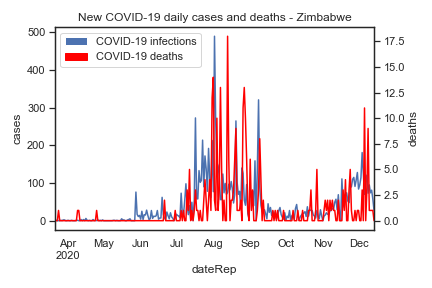 New COVID-19 daily cases and deaths - Zimbabwe
COVID-19 infections
COVID-19 deaths
500
400
300
200
100
0
cases
17.5
15.0
12.5
10.0
7.5
5.0
2.5
0.0
deaths
Apr May Jun Jul Aug Sep Oct Nov Dec
2020
dateRep